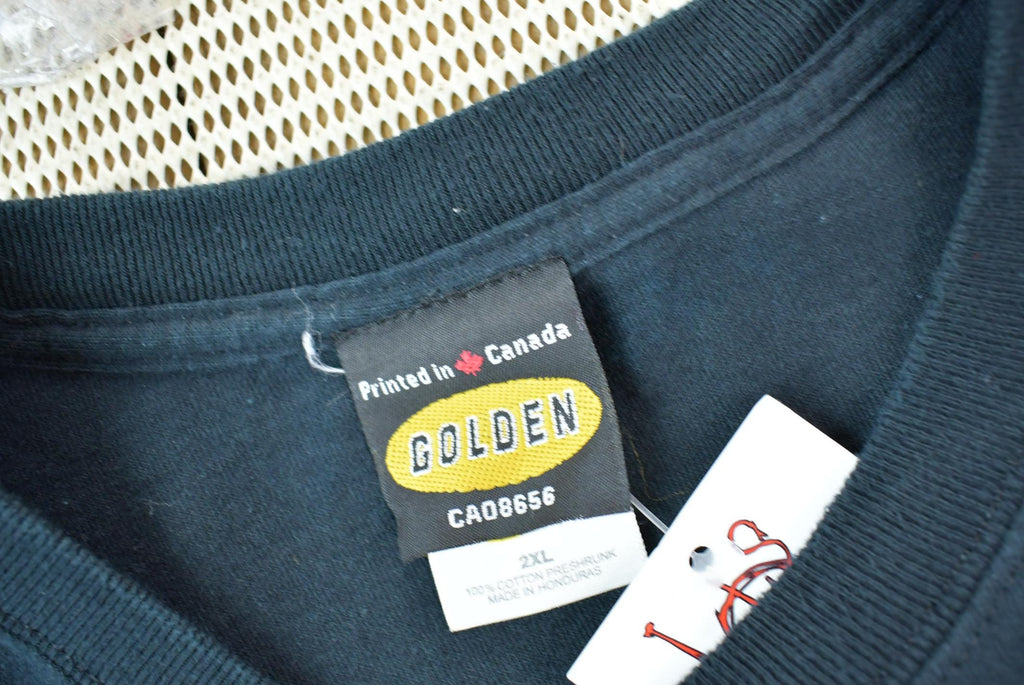 Printed in Canada
GOLDEN
CA08656
2XL
100% COTTON PRESHRUNK
MADE IN HONDURAS